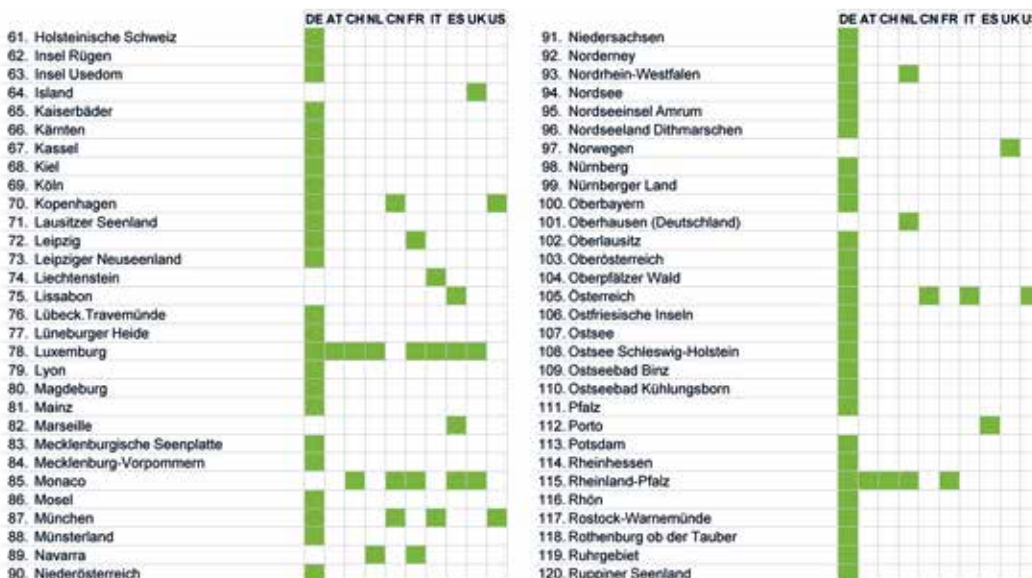 DE AT CH NL CN FR IT ES UK US
61. Holsteinische Schweiz
62. Insel Rügen
63. Insel Usedom
64. Island
65. Kaiserbäder
66. Kärnten
67. Kassel
68. Kiel
69. Köln
70. Kopenhagen
71. Lausitzer Seenland
72. Leipzig
73. Leipziger Neuseenland
74. Liechtenstein
75. Lissabon
76. Lübeck.Travemünde
77. Lüneburger Heide
78. Luxemburg
79. Lyon
80. Magdeburg
81. Mainz
82. Marseille
83. Mecklenburgische Seenplatte
84. Mecklenburg-Vorpommern
85. Monaco
86. Mosel
87. München
88. Münsterland
89. Navarra
90. Niederösterreich
DE AT CH NL CN FR IT ES UK US
91. Niedersachsen
92. Norderney
93. Nordrhein-Westfalen
94. Nordsee
95. Nordseeinsel Amrum
96. Nordseeland Dithmarschen
97. Norwegen
98. Nürnberg
99. Nürnberger Land
100. Oberbayern
101. Oberhausen (Deutschland)
102. Oberlausitz
103. Oberösterreich
104. Oberpfälzer Wald
105. Österreich
106. Ostfriesische Inseln
107. Ostsee
108. Ostsee Schleswig-Holstein
109. Ostseebad Binz
110. Ostseebad Kühlungsborn
111. Pfalz
112. Porto
113. Potsdam
114. Rheinhessen
115. Rheinland-Pfalz
116. Rhön
117. Rostock-Warnemünde
118. Rothenburg ob der Tauber
119. Ruhrgebiet
120. Ruppiner Seenland